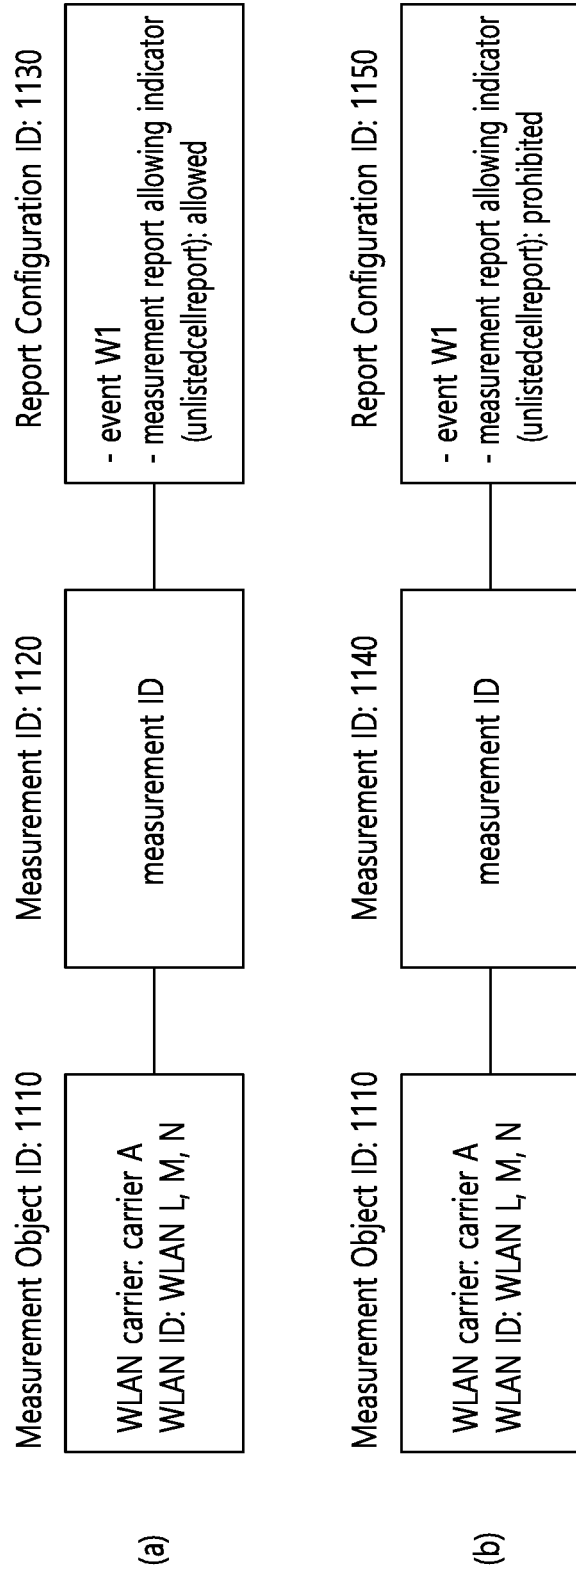 (a)
Measurement Object ID: 1110
WLAN carrier: carrier A
WLAN ID: WLAN L, M, N
Measurement ID: 1120
measurement ID
Report Configuration ID: 1130
- event W1
- measurement report allowing indicator
(unlistedcellreport): allowed
(b)
Measurement Object ID: 1110
WLAN carrier: carrier A
WLAN ID: WLAN L, M, N
Measurement ID: 1140
measurement ID
Report Configuration ID: 1150
- event W1
- measurement report allowing indicator
(unlistedcellreport): prohibited